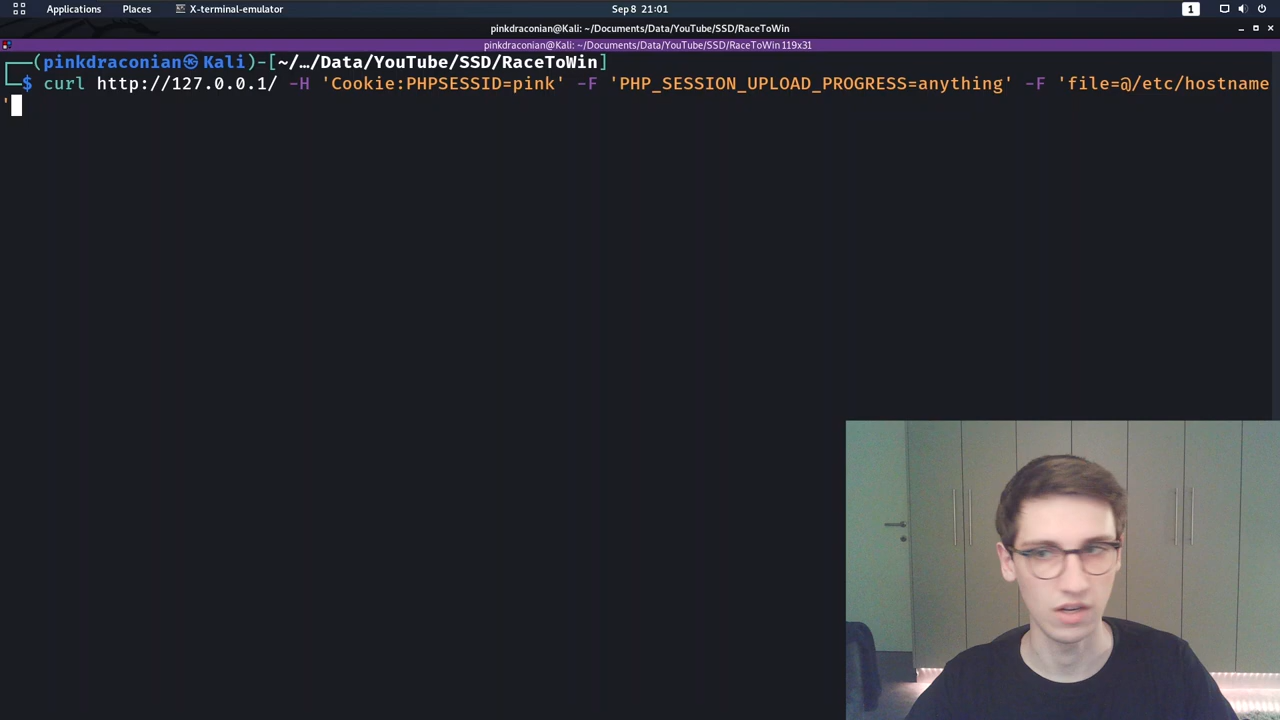 Applications Places X-terminal-emulator Sep 8 21:01 1
pinkdraconian@Kali: ~/Documents/Data/YouTube/SSD/RaceToWin
pinkdraconian@Kali: ~/Documents/Data/YouTube/SSD/RaceToWin 119x31
┌──(pinkdraconian㉿Kali)-[~/…/Data/YouTube/SSD/RaceToWin]
└─$ curl http://127.0.0.1/ -H 'Cookie:PHPSESSID=pink' -F 'PHP_SESSION_UPLOAD_PROGRESS=anything' -F 'file=@/etc/hostname
'